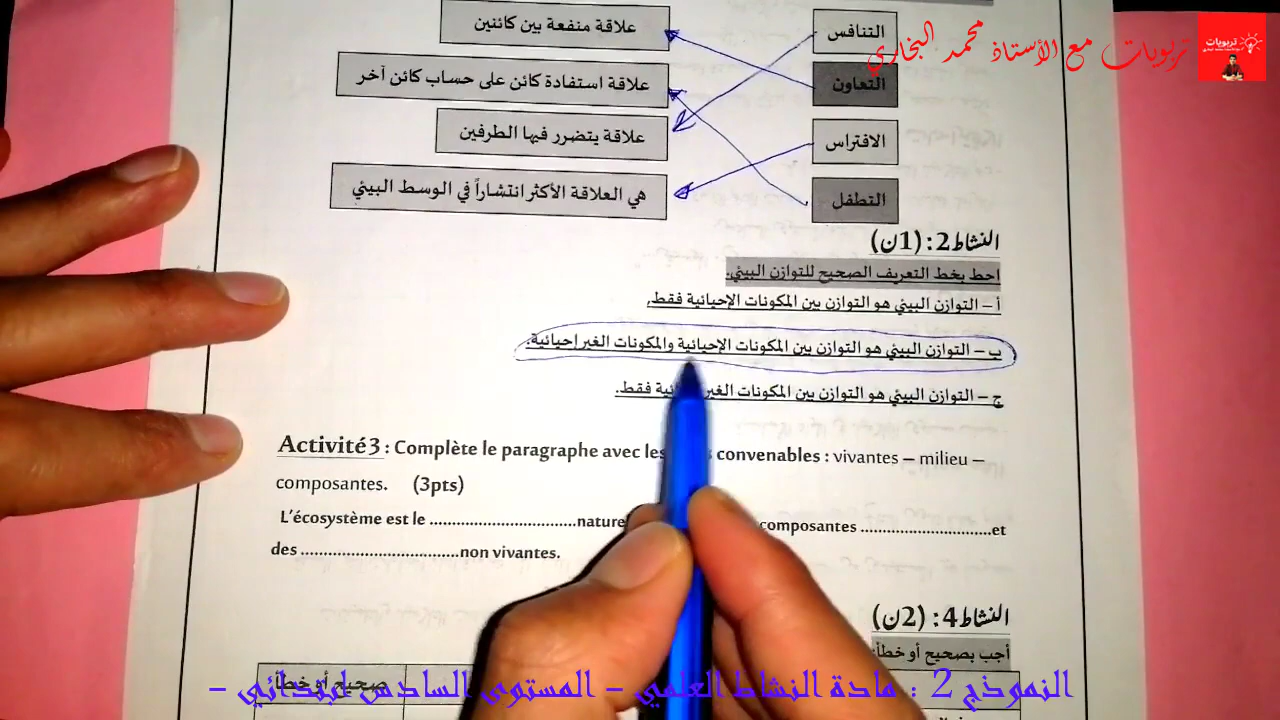 تربويات مع الأستاذ محمد البخاري
تربويات
التنافس
علاقة منفعة بين كائنين
التعاون
علاقة استفادة كائن على حساب كائن آخر
الافتراس
علاقة يتضرر فيها الطرفين
التطفل
هي العلاقة الأكثر انتشاراً في الوسط البيئي
النشاط2: (1ن)
احط بخط التعريف الصحيح للتوازن البيئي.
أ – التوازن البيئي هو التوازن بين المكونات الإحيائية فقط.
ب – التوازن البيئي هو التوازن بين المكونات الإحيائية والمكونات الغير إحيائية.
ج – التوازن البيئي هو التوازن بين المكونات الغير فقط.
Activité3 : Complète le paragraphe avec les convenables : vivantes – milieu –
composantes. (3pts)
L'écosystème est le ................................ composantes .............................et
des ...................................non vivantes.
النشاط4: (2ن)
أجب بصحيح أو خطأ:
صحيح أو خطأ
النموذج 2 : مادة النشاط العلمي – المستوى السادس ابتدائي –